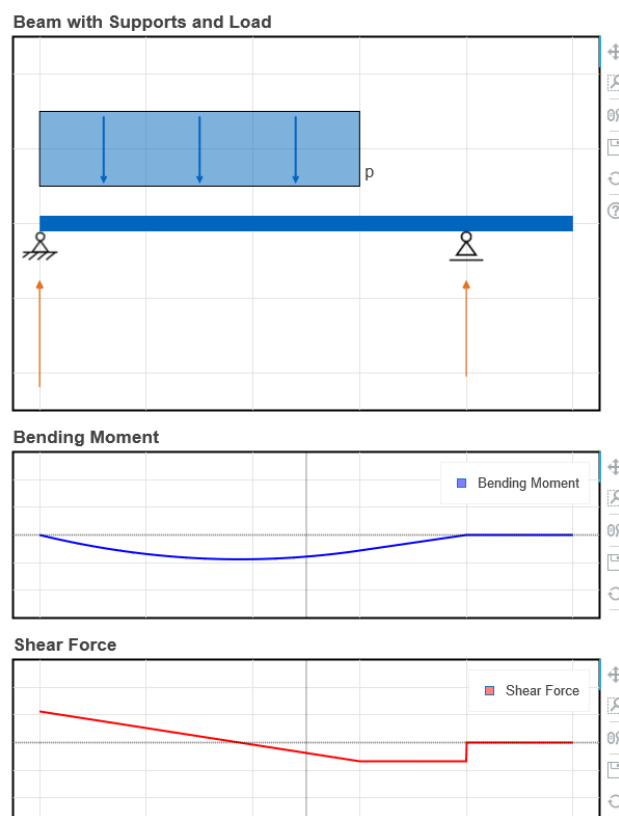 Beam with Supports and Load
p
Bending Moment
Bending Moment
Shear Force
Shear Force